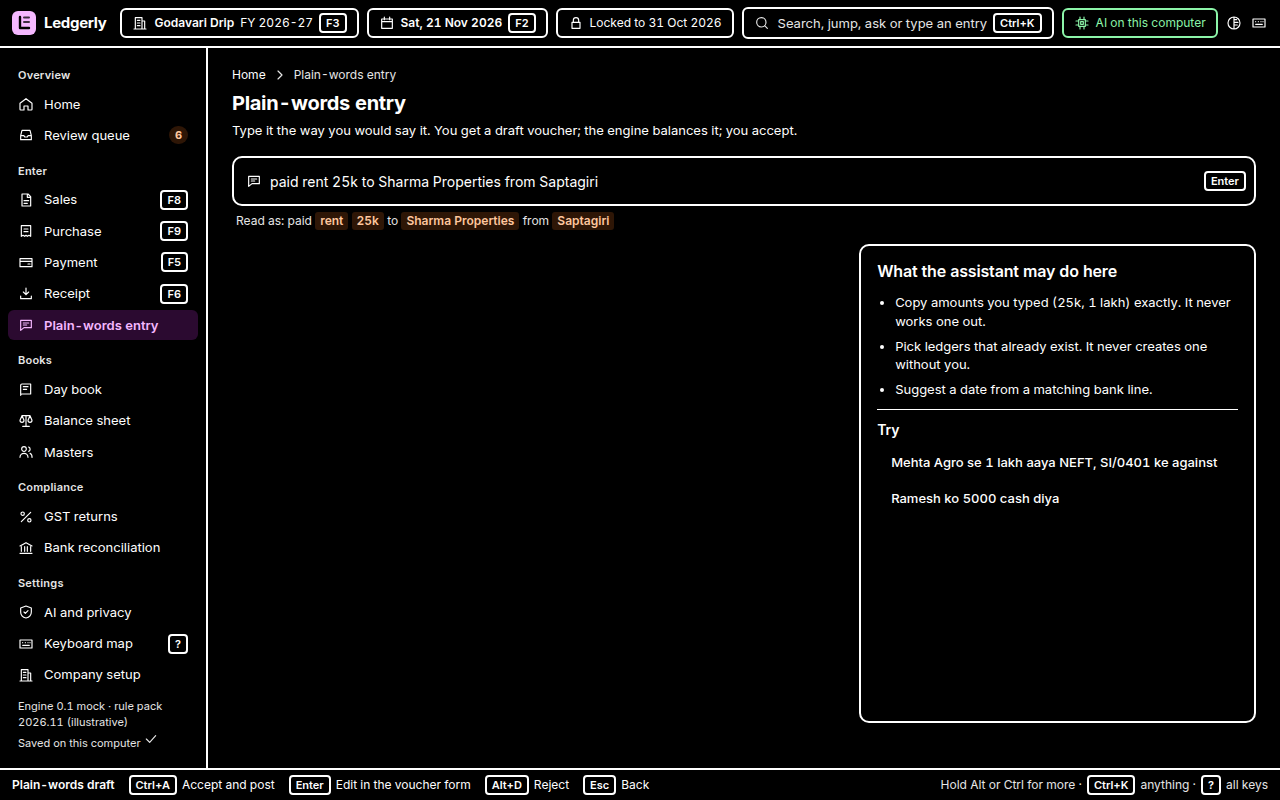 Ledgerly
Godavari Drip FY 2026-27 F3
Sat, 21 Nov 2026 F2
Locked to 31 Oct 2026
Search, jump, ask or type an entry Ctrl+K
AI on this computer
Overview
Home
Review queue 6
Enter
Sales F8
Purchase F9
Payment F5
Receipt F6
Plain-words entry
Books
Day book
Balance sheet
Masters
Compliance
GST returns
Bank reconciliation
Settings
AI and privacy
Keyboard map ?
Company setup
Engine 0.1 mock · rule pack
2026.11 (illustrative)
Saved on this computer
Home > Plain-words entry
Plain-words entry
Type it the way you would say it. You get a draft voucher; the engine balances it; you accept.
paid rent 25k to Sharma Properties from Saptagiri Enter
Read as: paid rent 25k to Sharma Properties from Saptagiri
What the assistant may do here
• Copy amounts you typed (25k, 1 lakh) exactly. It never
works one out.
• Pick ledgers that already exist. It never creates one
without you.
• Suggest a date from a matching bank line.
Try
Mehta Agro se 1 lakh aaya NEFT, SI/0401 ke against
Ramesh ko 5000 cash diya
Plain-words draft Ctrl+A Accept and post Enter Edit in the voucher form Alt+D Reject Esc Back
Hold Alt or Ctrl for more · Ctrl+K anything · ? all keys